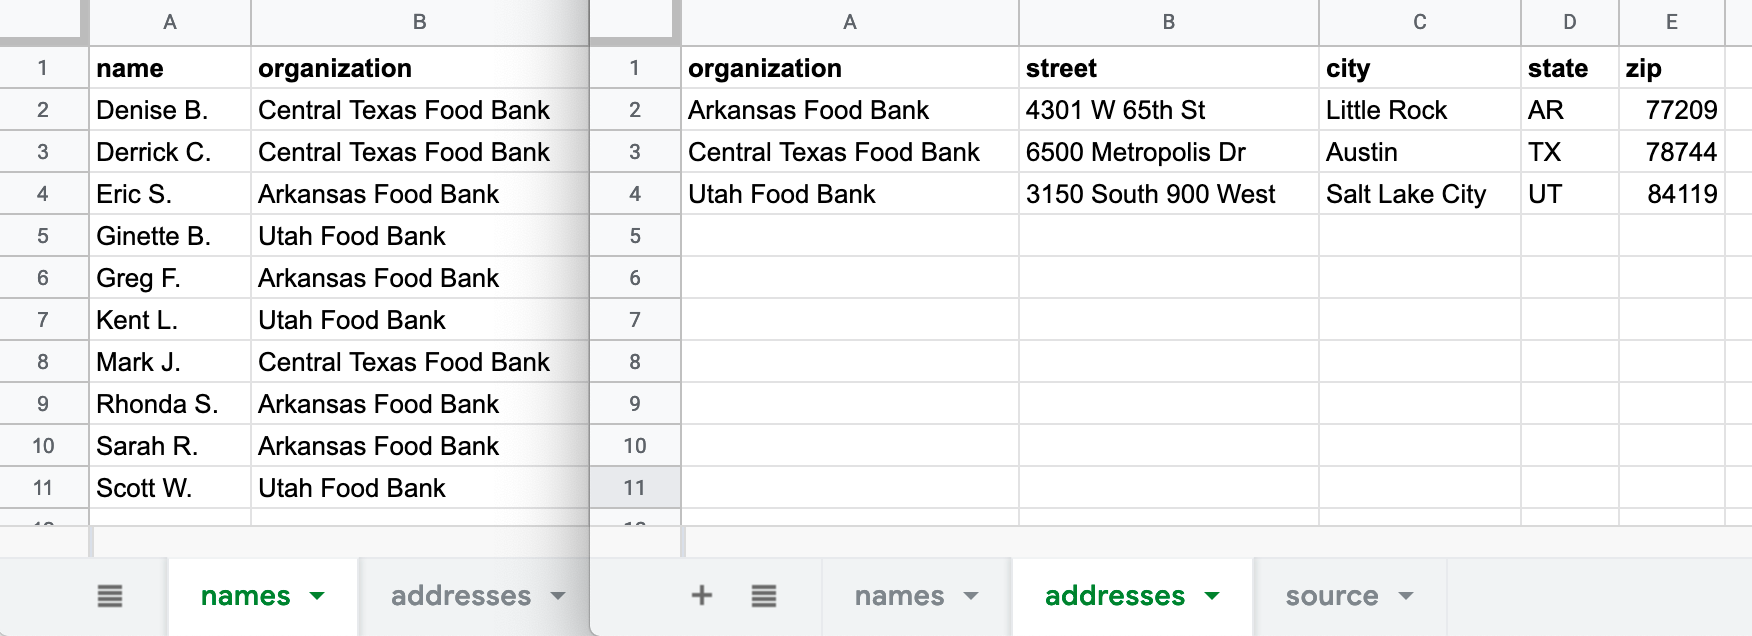 A B
1 name organization
2 Denise B. Central Texas Food Bank
3 Derrick C. Central Texas Food Bank
4 Eric S. Arkansas Food Bank
5 Ginette B. Utah Food Bank
6 Greg F. Arkansas Food Bank
7 Kent L. Utah Food Bank
8 Mark J. Central Texas Food Bank
9 Rhonda S. Arkansas Food Bank
10 Sarah R. Arkansas Food Bank
11 Scott W. Utah Food Bank
names addresses
A B C D E
1 organization street city state zip
2 Arkansas Food Bank 4301 W 65th St Little Rock AR 77209
3 Central Texas Food Bank 6500 Metropolis Dr Austin TX 78744
4 Utah Food Bank 3150 South 900 West Salt Lake City UT 84119
5
6
7
8
9
10
11
+ names addresses source